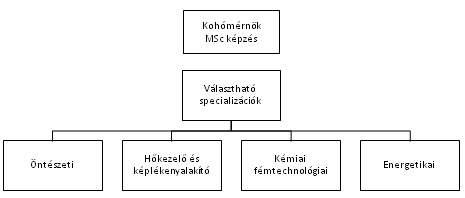 Kohómérnök
MSc képzés
Választható
specializációk
Öntészeti
Hőkezelő és
képlékenyalakító
Kémiai
fémtechnológiai
Energetikai